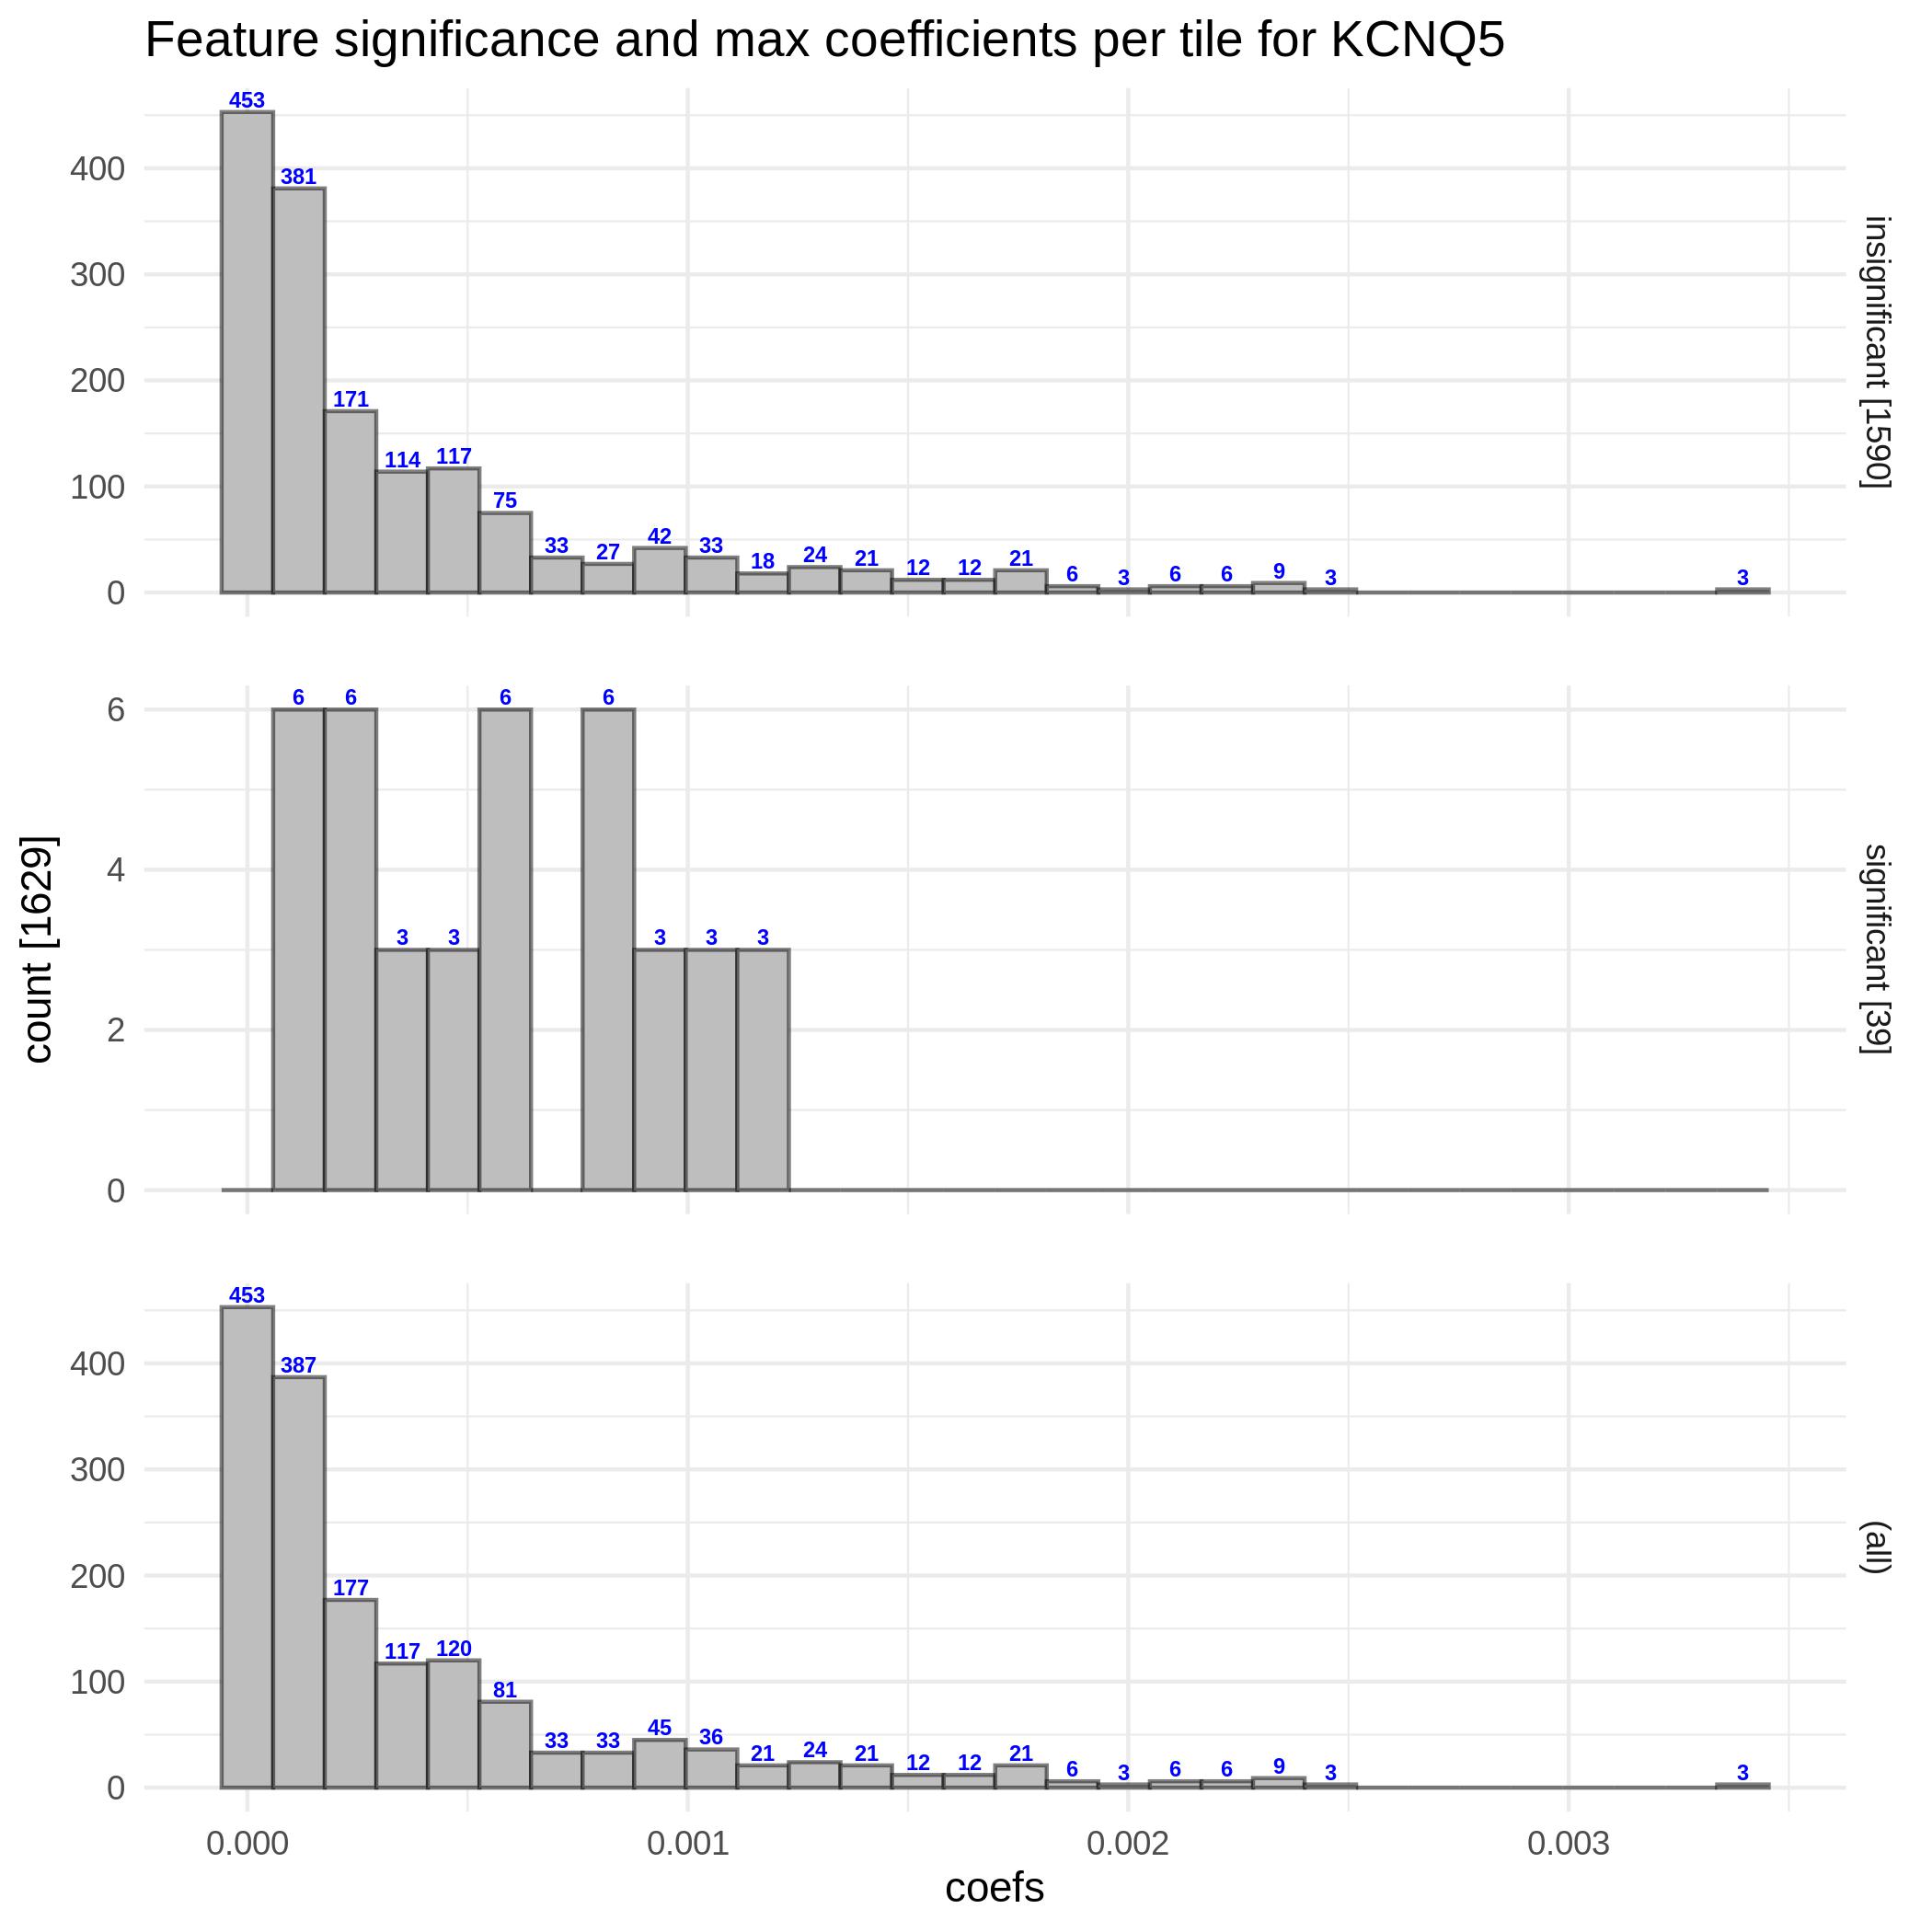 Feature significance and max coefficients per tile for KCNQ5
453
381
171
114 117
75
33 27 42 33 18 24 21 12 12 21 6 3 6 6 9 3 3
400
300
200
100
0
insignificant [1590]
6 6 6 6
3 3 3 3 3
6
4
2
0
significant [39]
count [1629]
453
387
177
117 120
81
33 33 45 36 21 24 21 12 12 21 6 3 6 6 9 3 3
400
300
200
100
0
(all)
0.000 0.001 0.002 0.003
coefs